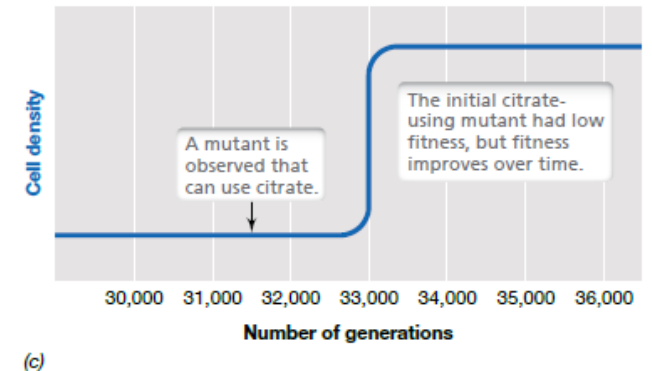 Cell density
A mutant is
observed that
can use citrate.
The initial citrate-
using mutant had low
fitness, but fitness
improves over time.
30,000 31,000 32,000 33,000 34,000 35,000 36,000
Number of generations
(c)